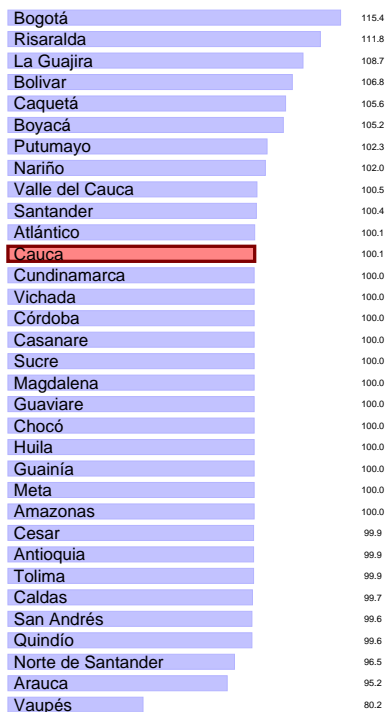 Bogotá 115.4
Risaralda 111.8
La Guajira 108.7
Bolivar 106.8
Caquetá 105.6
Boyacá 105.2
Putumayo 102.3
Nariño 102.0
Valle del Cauca 100.5
Santander 100.4
Atlántico 100.1
Cauca 100.1
Cundinamarca 100.0
Vichada 100.0
Córdoba 100.0
Casanare 100.0
Sucre 100.0
Magdalena 100.0
Guaviare 100.0
Chocó 100.0
Huila 100.0
Guainía 100.0
Meta 100.0
Amazonas 100.0
Cesar 99.9
Antioquia 99.9
Tolima 99.9
Caldas 99.7
San Andrés 99.6
Quindío 99.6
Norte de Santander 96.5
Arauca 95.2
Vaupés 80.2